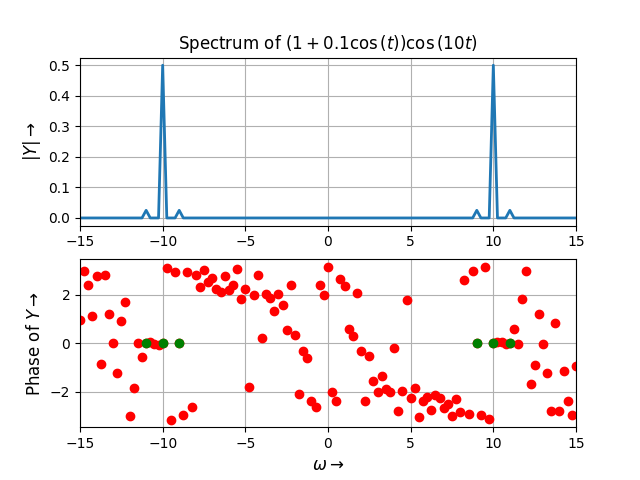 Spectrum of (1 + 0.1cos (t))cos (10t)
0.5
0.4
0.3
0.2
0.1
0.0
|Y| →
−15 −10 −5 0 5 10 15
2
0
−2
Phase of Y →
−15 −10 −5 0 5 10 15
ω →